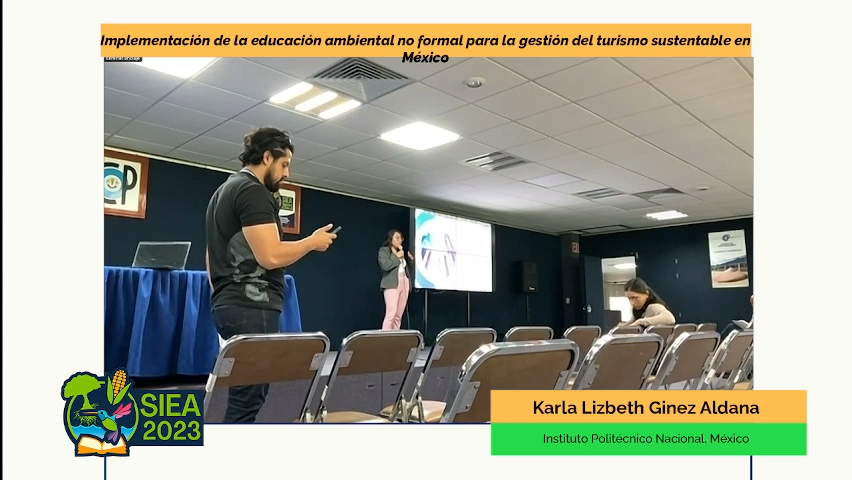 Implementación de la educación ambiental no formal para la gestión del turismo sustentable en
México
CP
SIEA
2023
Karla Lizbeth Ginez Aldana
Instituto Politécnico Nacional, México